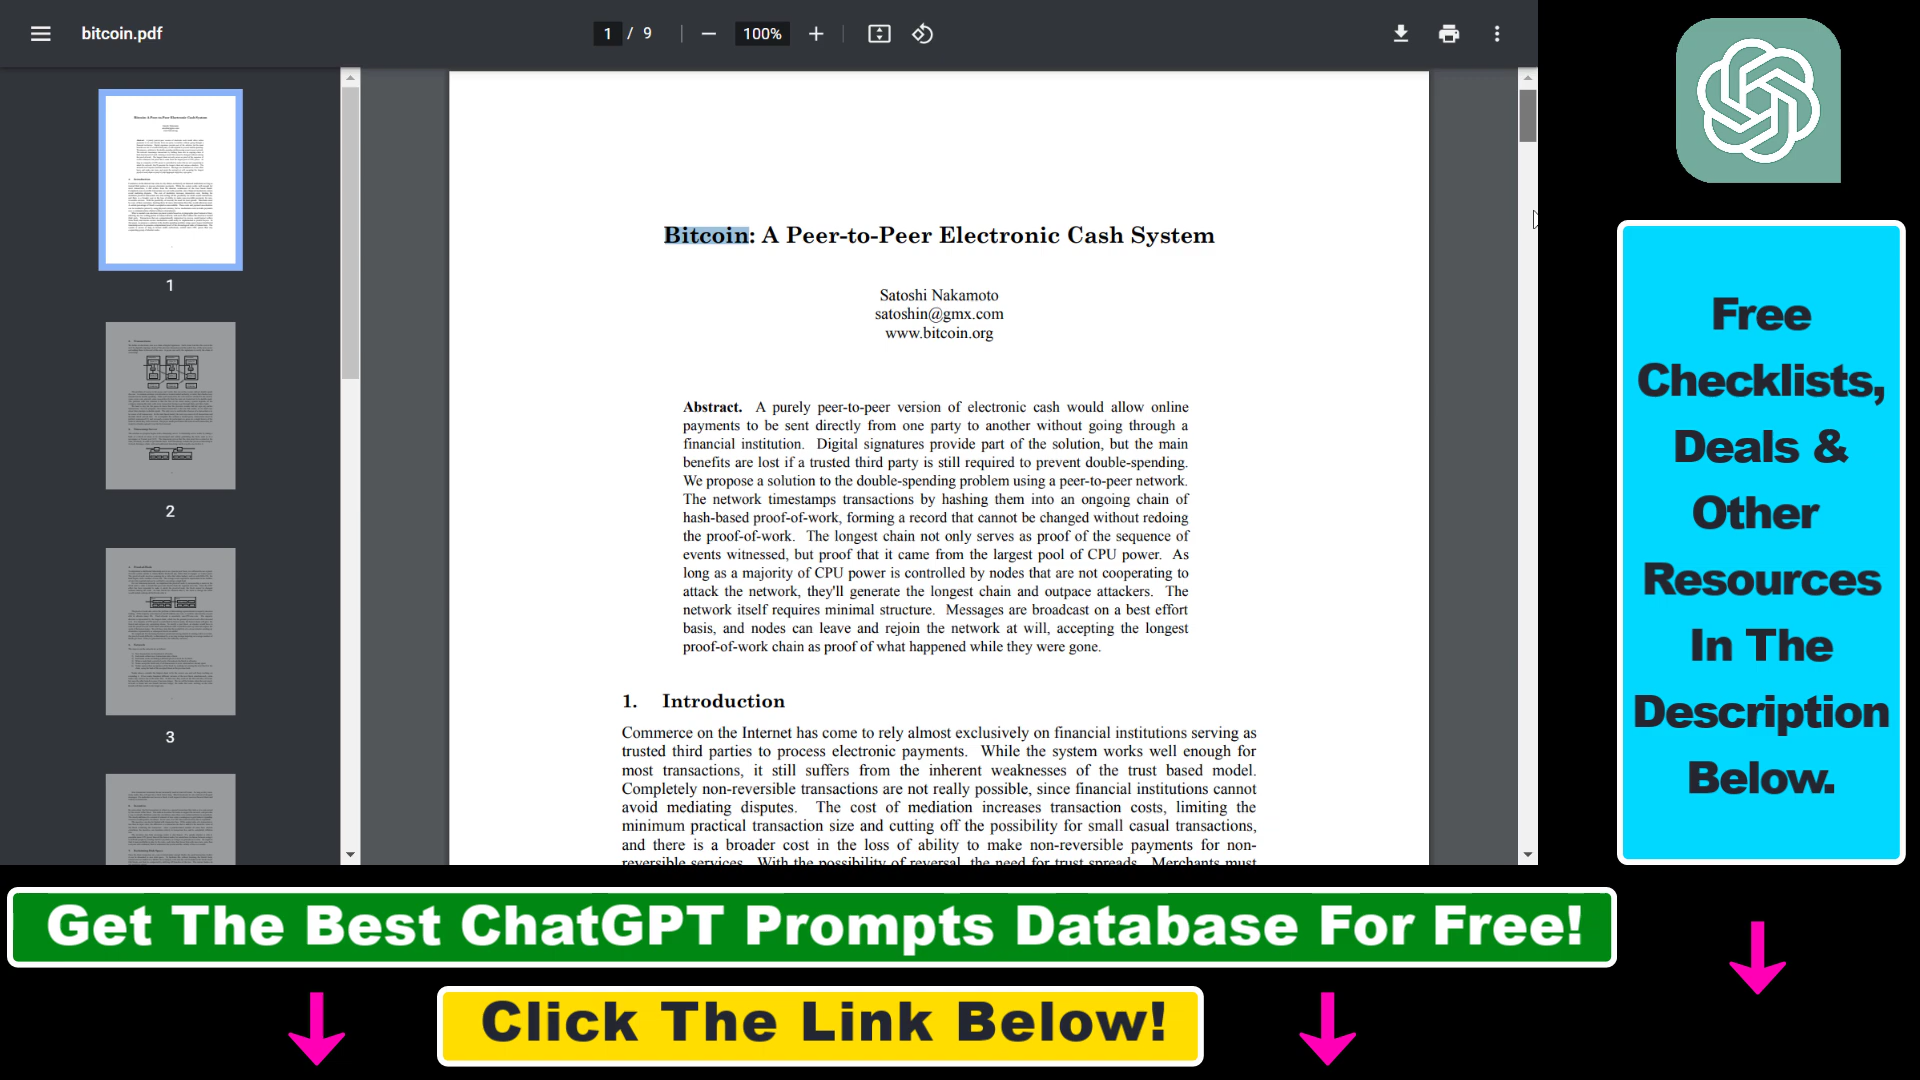 bitcoin.pdf
1 / 9
100%
1
2
3
Bitcoin: A Peer-to-Peer Electronic Cash System
Satoshi Nakamoto
satoshin@gmx.com
www.bitcoin.org
Abstract. A purely peer-to-peer version of electronic cash would allow online
payments to be sent directly from one party to another without going through a
financial institution. Digital signatures provide part of the solution, but the main
benefits are lost if a trusted third party is still required to prevent double-spending.
We propose a solution to the double-spending problem using a peer-to-peer network.
The network timestamps transactions by hashing them into an ongoing chain of
hash-based proof-of-work, forming a record that cannot be changed without redoing
the proof-of-work. The longest chain not only serves as proof of the sequence of
events witnessed, but proof that it came from the largest pool of CPU power. As
long as a majority of CPU power is controlled by nodes that are not cooperating to
attack the network, they'll generate the longest chain and outpace attackers. The
network itself requires minimal structure. Messages are broadcast on a best effort
basis, and nodes can leave and rejoin the network at will, accepting the longest
proof-of-work chain as proof of what happened while they were gone.
1. Introduction
Commerce on the Internet has come to rely almost exclusively on financial institutions serving as
trusted third parties to process electronic payments. While the system works well enough for
most transactions, it still suffers from the inherent weaknesses of the trust based model.
Completely non-reversible transactions are not really possible, since financial institutions cannot
avoid mediating disputes. The cost of mediation increases transaction costs, limiting the
minimum practical transaction size and cutting off the possibility for small casual transactions,
and there is a broader cost in the loss of ability to make non-reversible payments for non-
reversible services. With the possibility of reversal, the need for trust spreads. Merchants must
Free
Checklists,
Deals &
Other
Resources
In The
Description
Below.
Get The Best ChatGPT Prompts Database For Free!
Click The Link Below!